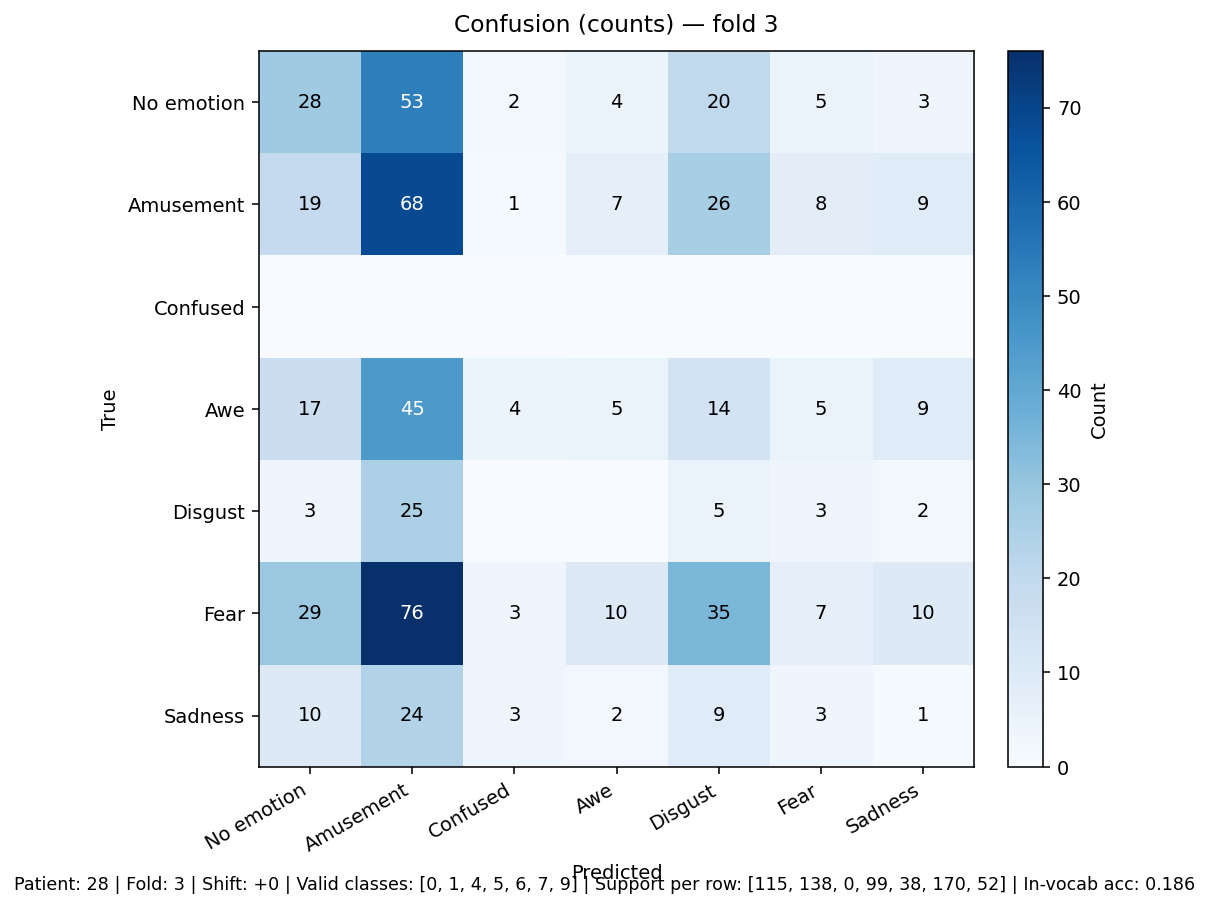 Confusion (counts) — fold 3
No emotion 28 53 2 4 20 5 3
Amusement 19 68 1 7 26 8 9
Confused
Awe 17 45 4 5 14 5 9
Disgust 3 25 5 3 2
Fear 29 76 3 10 35 7 10
Sadness 10 24 3 2 9 3 1
True
No emotion Amusement Confused Awe Disgust Fear Sadness
Predicted
70
60
50
40
30
20
10
0
Count
Patient: 28 | Fold: 3 | Shift: +0 | Valid classes: [0, 1, 4, 5, 6, 7, 9] | Support per row: [115, 138, 0, 99, 38, 170, 52] | In-vocab acc: 0.186